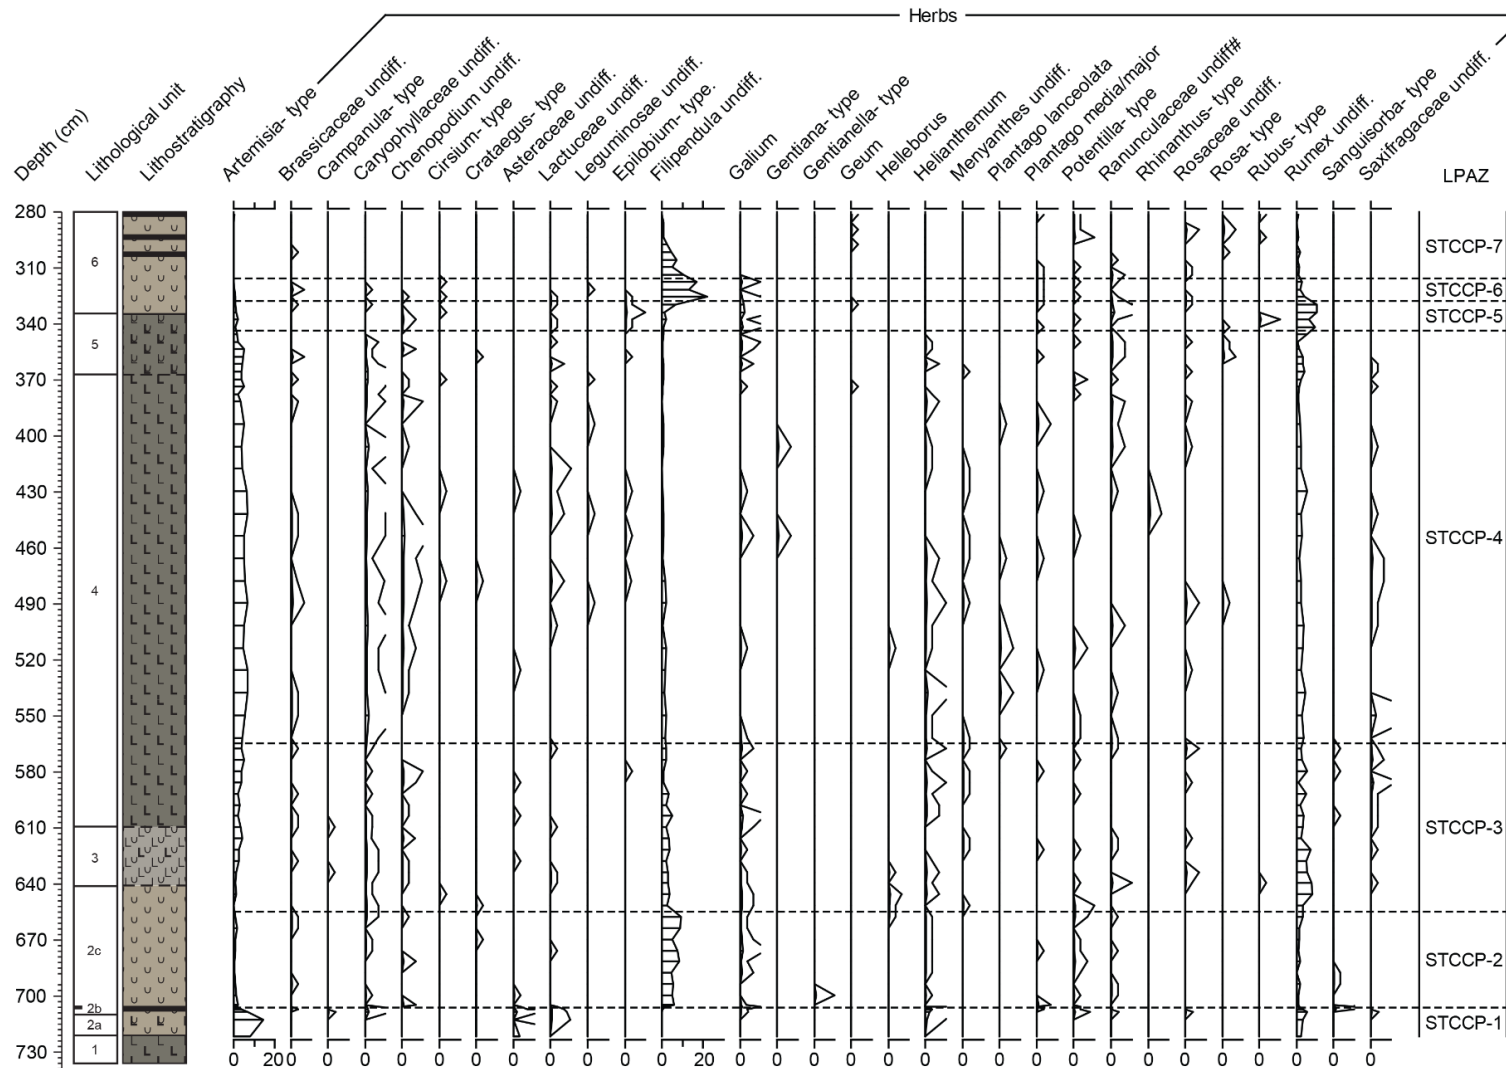 Herbs
Depth (cm)
Lithological unit
Lithostratigraphy
Artemisia- type
Brassicaceae undiff.
Campanula- type
Caryophyllaceae undiff.
Chenopodium undiff.
Cirsium- type
Crataegus- type
Asteraceae undiff.
Lactuceae undiff.
Leguminosae undiff.
Epilobium- type.
Filipendula undiff.
Galium
Gentiana- type
Gentianella- type
Geum
Helleborus
Helianthemum
Menyanthes undiff.
Plantago lanceolata
Plantago media/major
Potentilla- type
Ranunculaceae undiff#
Rhinanthus- type
Rosaceae undiff.
Rosa- type
Rubus- type
Rumex undiff.
Sanguisorba- type
Saxifragaceae undiff.
LPAZ
280
310
340
370
400
430
460
490
520
550
580
610
640
670
700
730
6
5
4
3
2c
2b
2a
1
STCCP-7
STCCP-6
STCCP-5
STCCP-4
STCCP-3
STCCP-2
STCCP-1
0 20 0 0 0 0 0 0 0 0 0 0 0 20 0 0 0 0 0 0 0 0 0 0 0 0 0 0 0 0 0 0